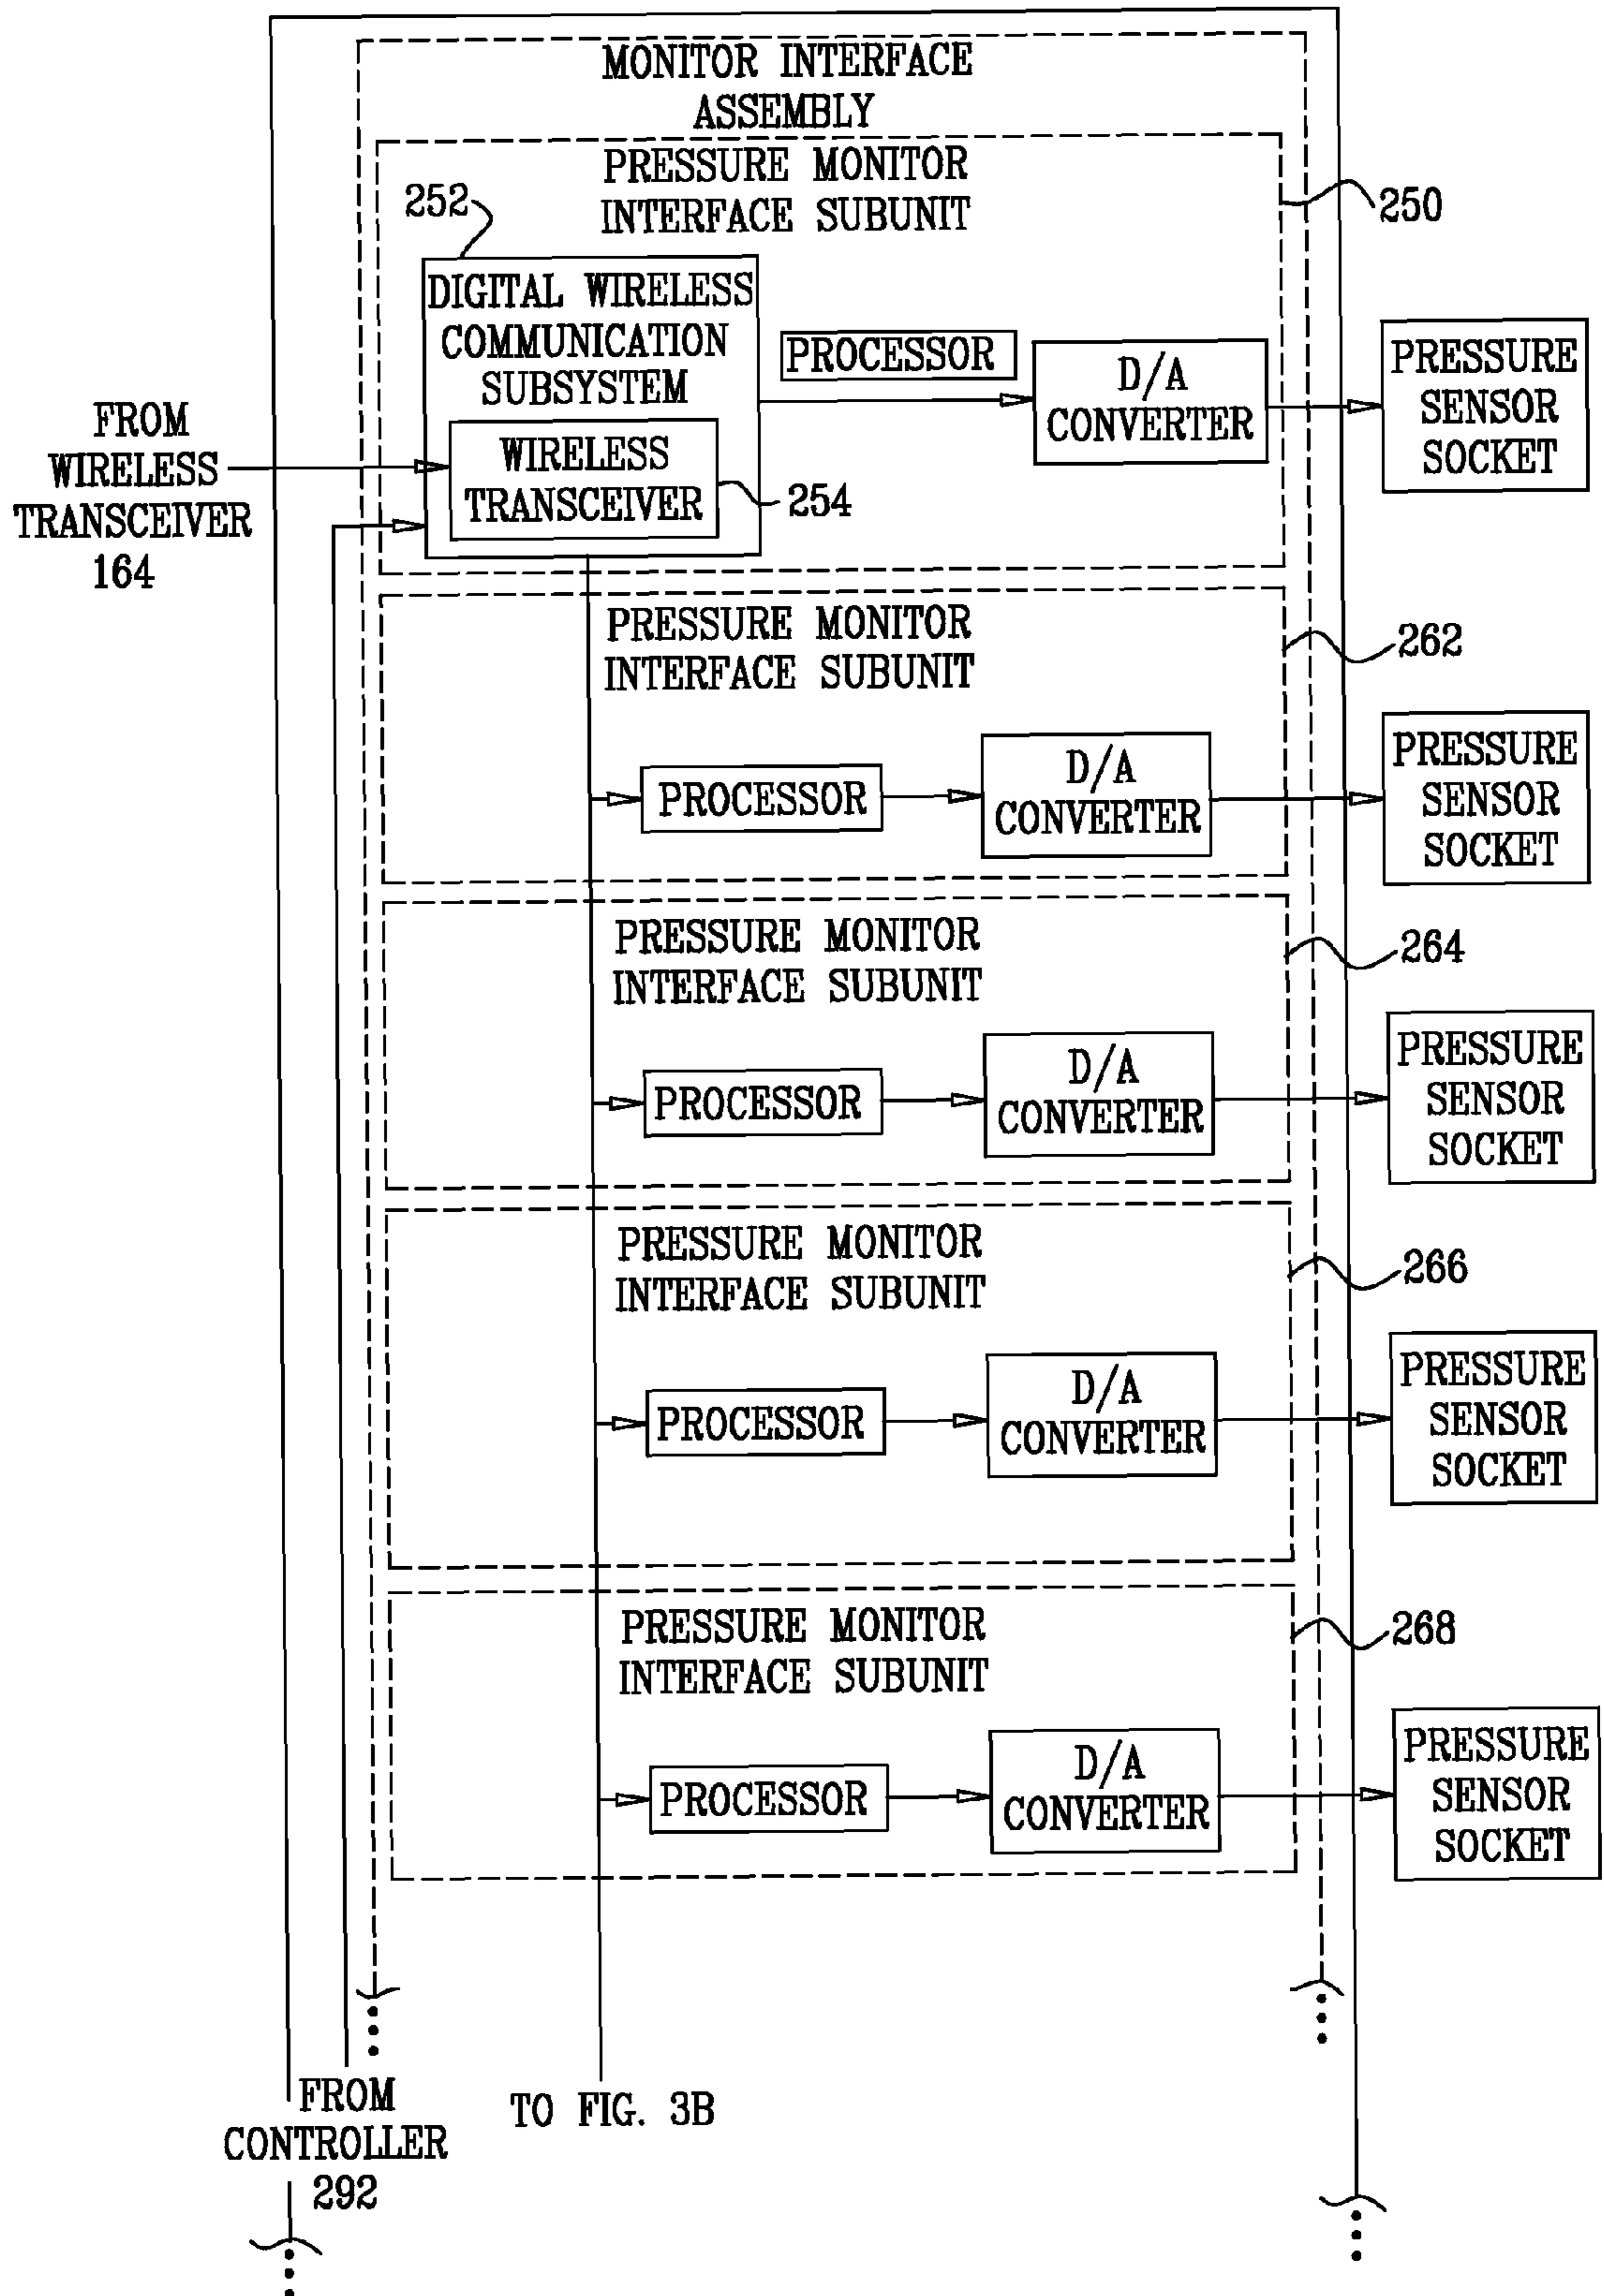 MONITOR INTERFACE
ASSEMBLY
PRESSURE MONITOR
INTERFACE SUBUNIT
250
252
DIGITAL WIRELESS
COMMUNICATION
SUBSYSTEM
WIRELESS
TRANSCEIVER
254
PROCESSOR
D/A
CONVERTER
PRESSURE
SENSOR
SOCKET
FROM
WIRELESS
TRANSCEIVER
164
PRESSURE MONITOR
INTERFACE SUBUNIT
262
PROCESSOR
D/A
CONVERTER
PRESSURE
SENSOR
SOCKET
PRESSURE MONITOR
INTERFACE SUBUNIT
264
PROCESSOR
D/A
CONVERTER
PRESSURE
SENSOR
SOCKET
PRESSURE MONITOR
INTERFACE SUBUNIT
266
PROCESSOR
D/A
CONVERTER
PRESSURE
SENSOR
SOCKET
PRESSURE MONITOR
INTERFACE SUBUNIT
268
PROCESSOR
D/A
CONVERTER
PRESSURE
SENSOR
SOCKET
FROM
CONTROLLER
292
TO FIG. 3B